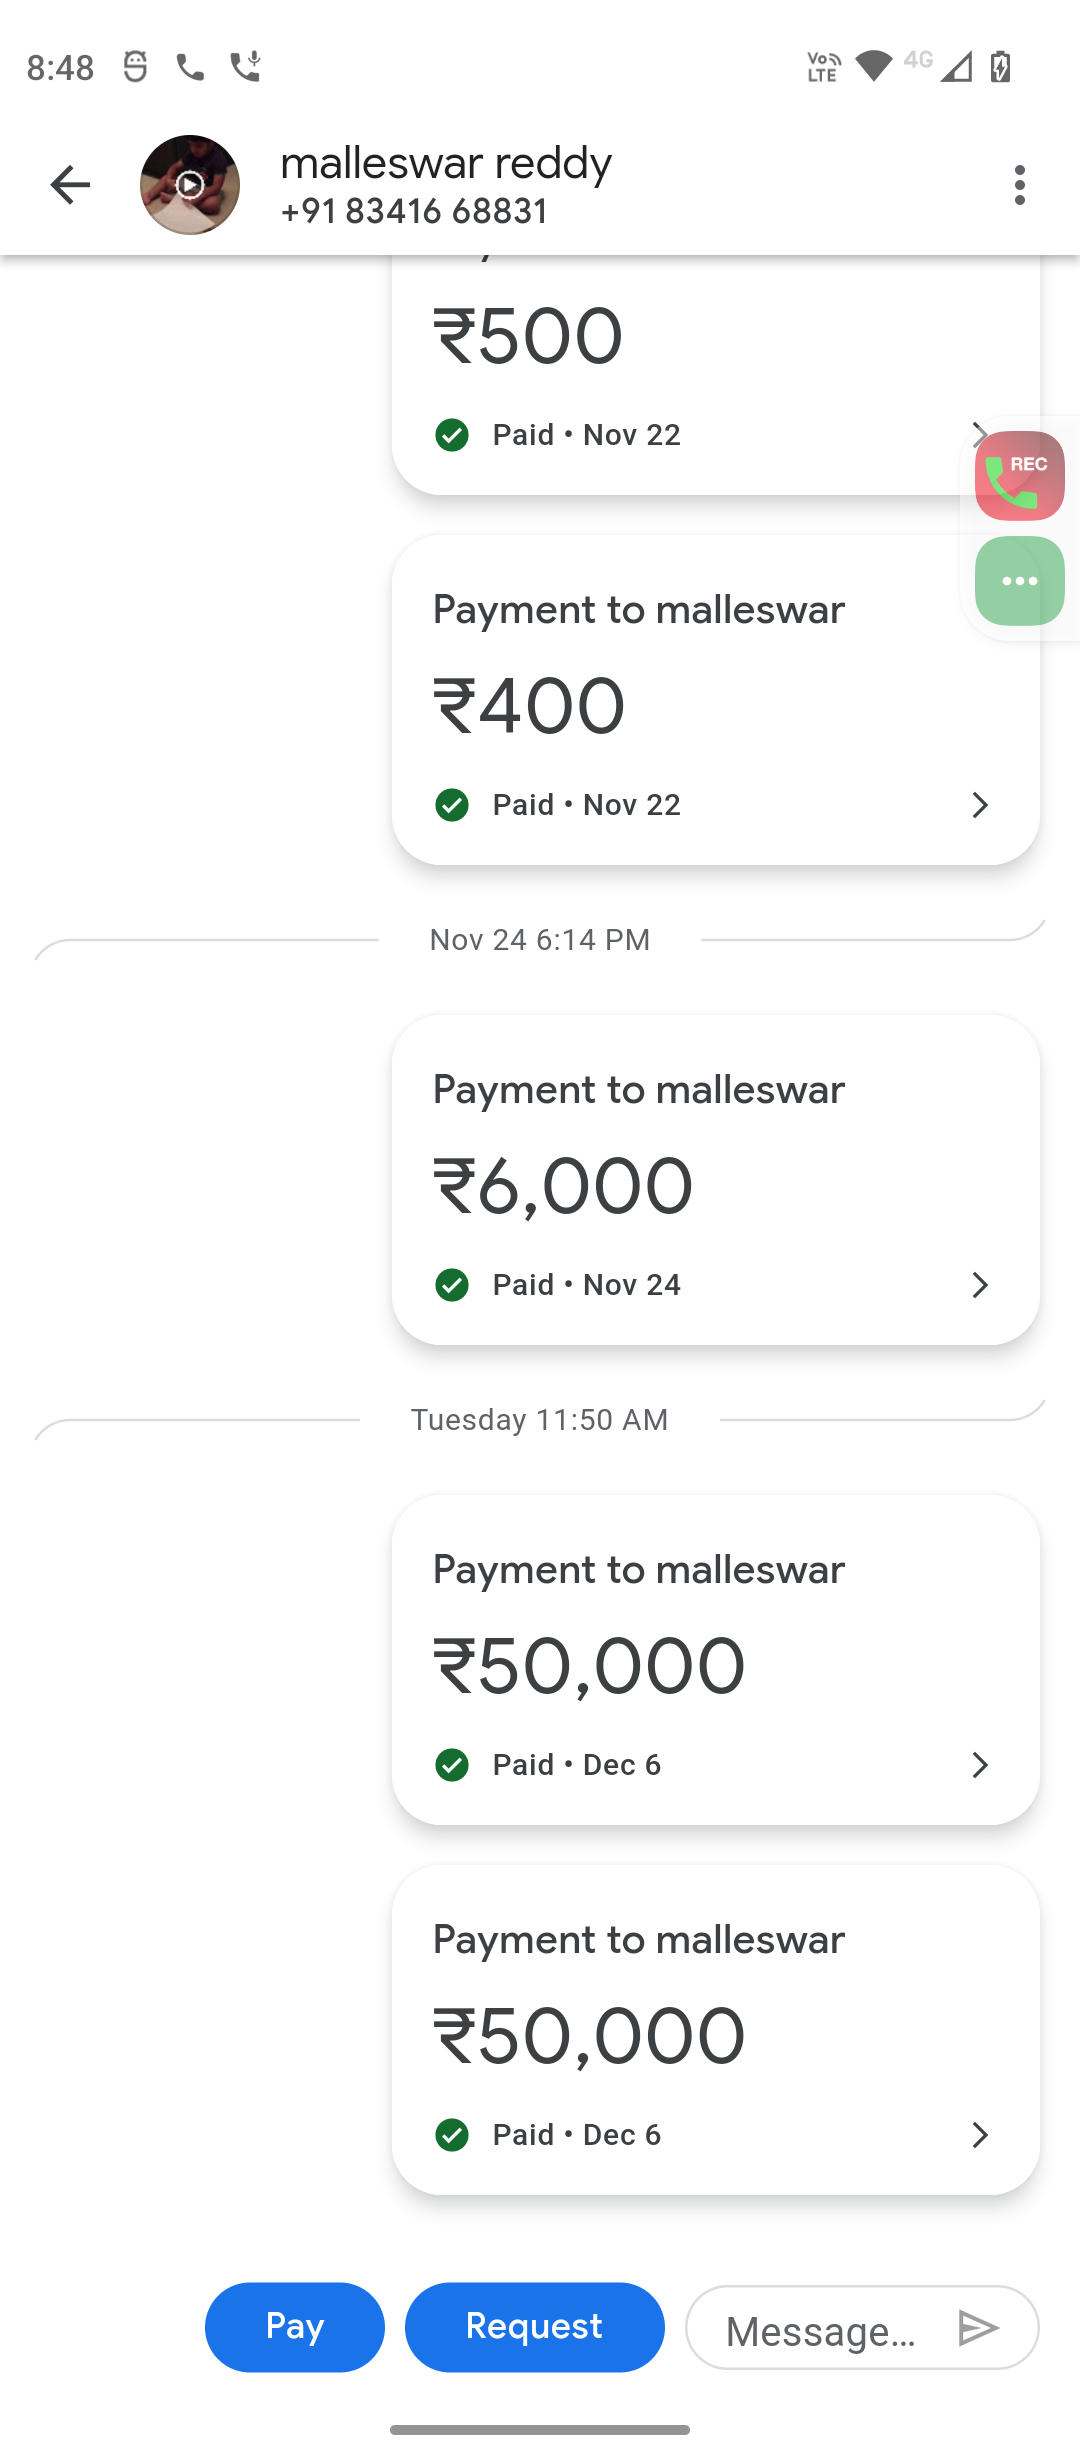 8:48
Vo
LTE
4G
malleswar reddy
+91 83416 68831
₹500
Paid • Nov 22
REC
Payment to malleswar
₹400
Paid • Nov 22
Nov 24 6:14 PM
Payment to malleswar
₹6,000
Paid • Nov 24
Tuesday 11:50 AM
Payment to malleswar
₹50,000
Paid • Dec 6
Payment to malleswar
₹50,000
Paid • Dec 6
Pay
Request
Message...